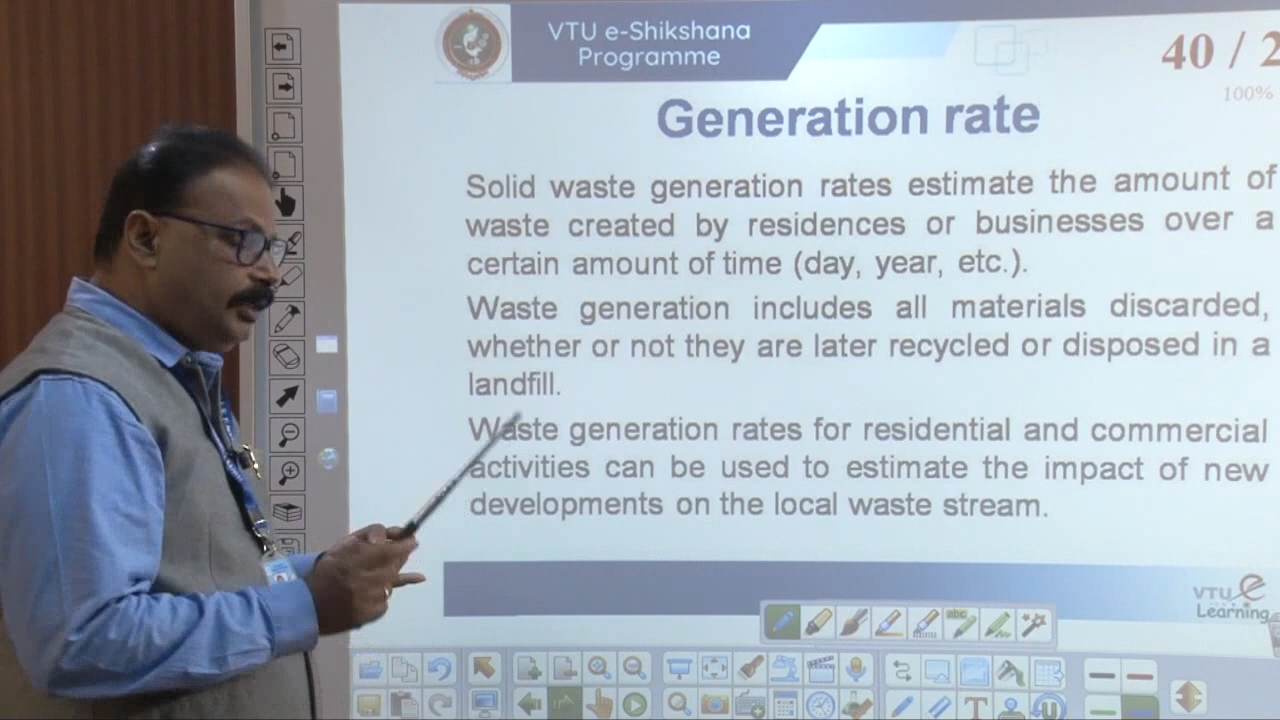 VTU e-Shikshana
Programme
40 / 2
100%
Generation rate
Solid waste generation rates estimate the amount of
waste created by residences or businesses over a
certain amount of time (day, year, etc.).
Waste generation includes all materials discarded,
whether or not they are later recycled or disposed in a
landfill.
Waste generation rates for residential and commercial
activities can be used to estimate the impact of new
developments on the local waste stream.
VTU e
Learning
abc
T